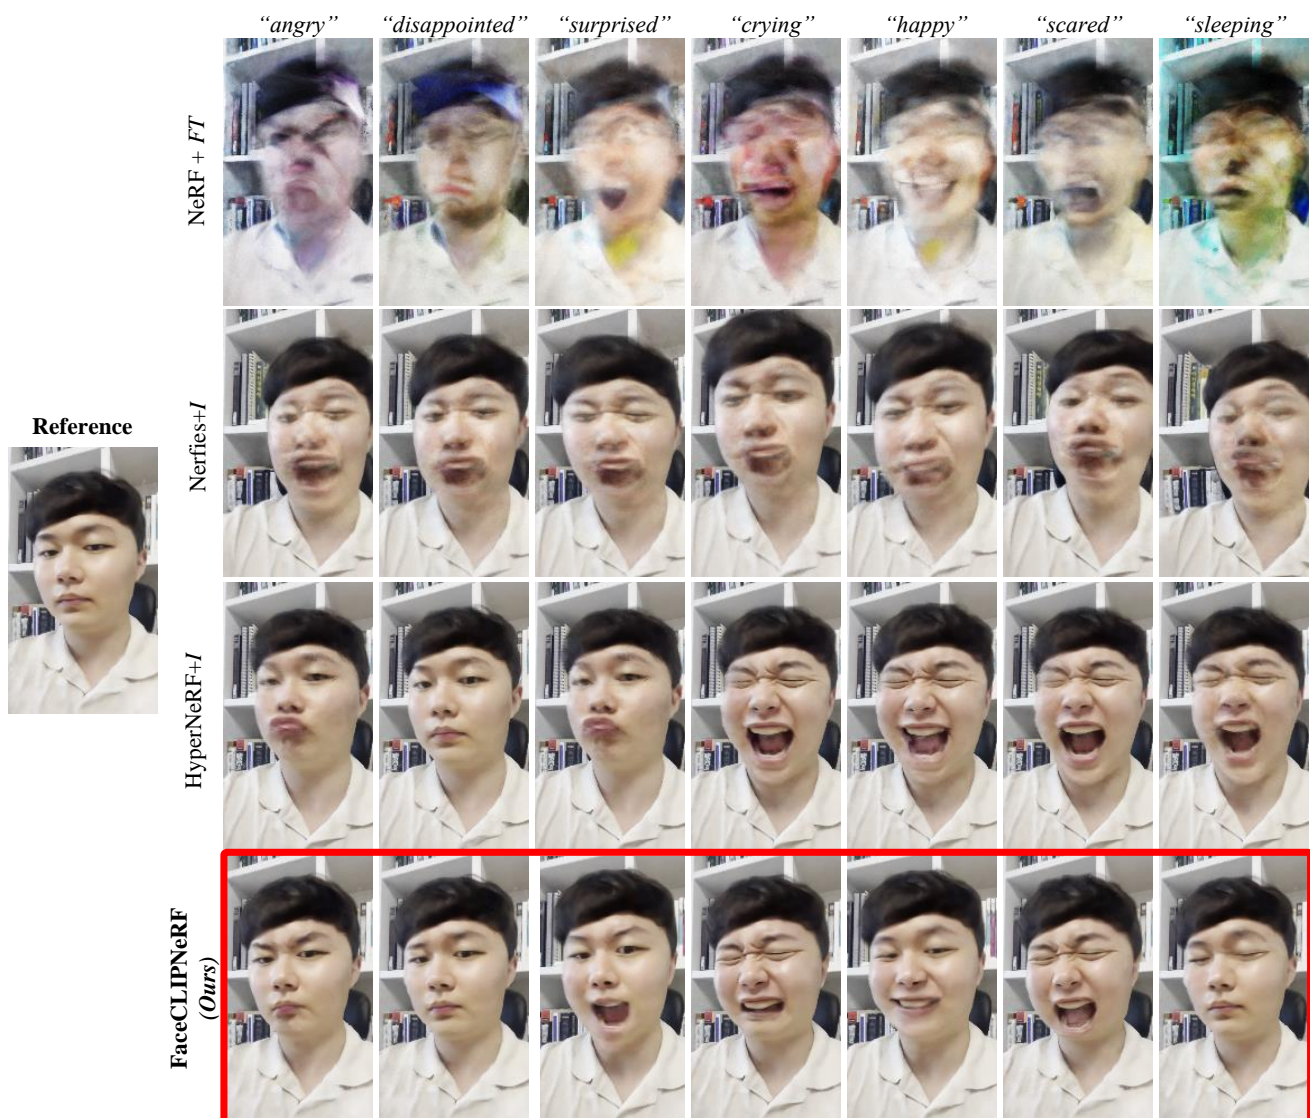 “angry” “disappointed” “surprised” “crying” “happy” “scared” “sleeping”
NeRF + FT
Nerfies+I
Reference
HyperNeRF+I
FaceCLIPNeRF
(Ours)